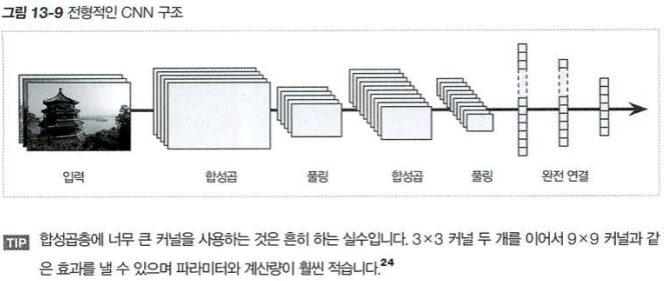 그림 13-9 전형적인 CNN 구조
입력 합성곱 풀링 합성곱 풀링 완전 연결
TIP 합성곱층에 너무 큰 커널을 사용하는 것은 흔히 하는 실수입니다. 3×3 커널 두 개를 이어서 9×9 커널과 같
은 효과를 낼 수 있으며 파라미터와 계산량이 훨씬 적습니다.24